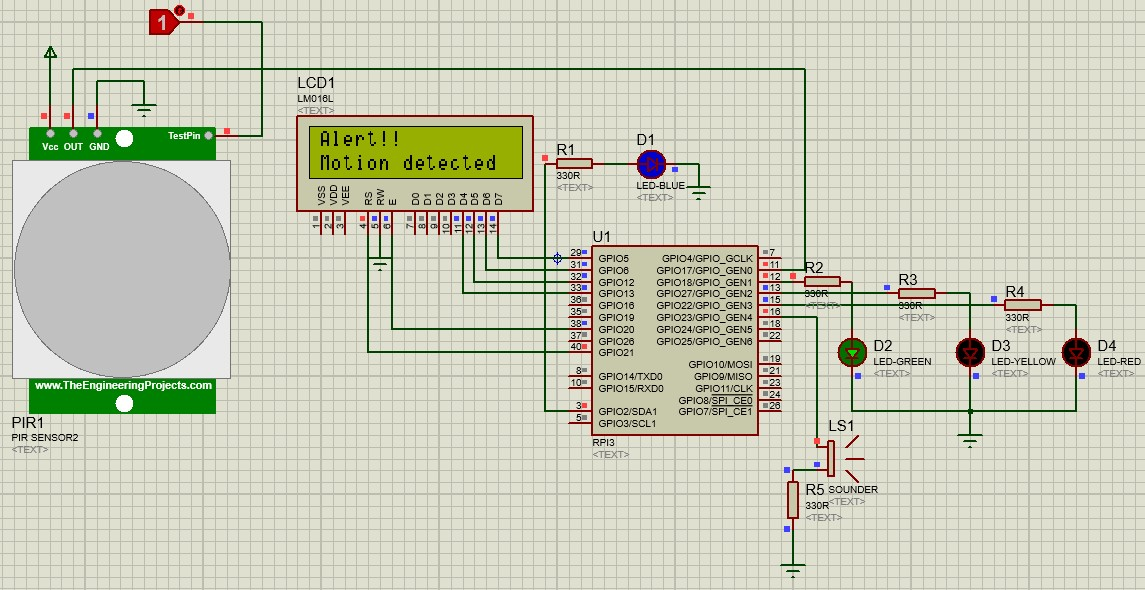 1
LCD1
LM016L
<TEXT>
Alert!!
Motion detected
VSS
VDD
VEE
RS
RW
E
D0
D1
D2
D3
D4
D5
D6
D7
1
2
3
4
5
6
7
8
9
10
11
12
13
14
Vcc OUT GND
TestPin
www.TheEngineeringProjects.com
PIR1
PIR SENSOR2
<TEXT>
R1
330R
<TEXT>
D1
LED-BLUE
<TEXT>
U1
29 GPIO5 GPIO4/GPIO_GCLK 7
31 GPIO6 GPIO17/GPIO_GEN0 11
32 GPIO12 GPIO18/GPIO_GEN1 12
33 GPIO13 GPIO27/GPIO_GEN2 13
36 GPIO16 GPIO22/GPIO_GEN3 15
35 GPIO19 GPIO23/GPIO_GEN4 16
38 GPIO20 GPIO24/GPIO_GEN5 18
37 GPIO26 GPIO25/GPIO_GEN6 22
40 GPIO21
GPIO10/MOSI 19
8 GPIO14/TXD0 GPIO9/MISO 21
10 GPIO15/RXD0 GPIO11/CLK 23
GPIO8/SPI_CE0 24
3 GPIO2/SDA1 GPIO7/SPI_CE1 26
5 GPIO3/SCL1
RPI3
<TEXT>
R2
330R
<TEXT>
R3
330R
<TEXT>
R4
330R
<TEXT>
D2
LED-GREEN
<TEXT>
D3
LED-YELLOW
<TEXT>
D4
LED-RED
<TEXT>
LS1
SOUNDER
<TEXT>
R5
330R
<TEXT>